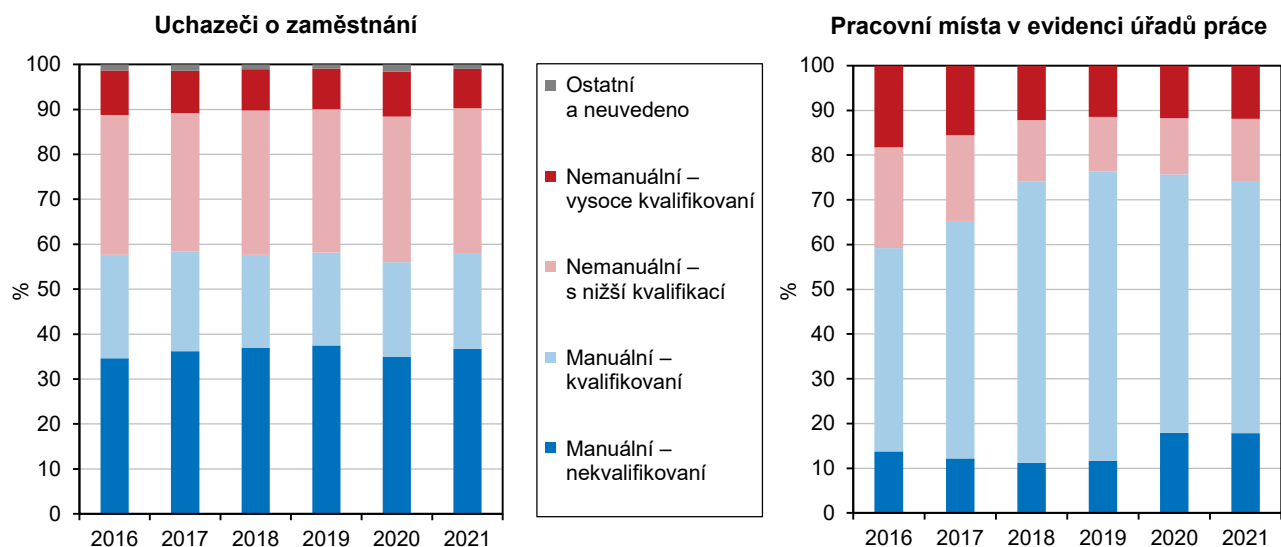 Uchazeči o zaměstnání
%
100
90
80
70
60
50
40
30
20
10
0
2016 2017 2018 2019 2020 2021
Ostatní
a neuvedeno
Nemanuální –
vysoce kvalifikovaní
Nemanuální –
s nižší kvalifikací
Manuální –
kvalifikovaní
Manuální –
nekvalifikovaní
Pracovní místa v evidenci úřadů práce
%
100
90
80
70
60
50
40
30
20
10
0
2016 2017 2018 2019 2020 2021